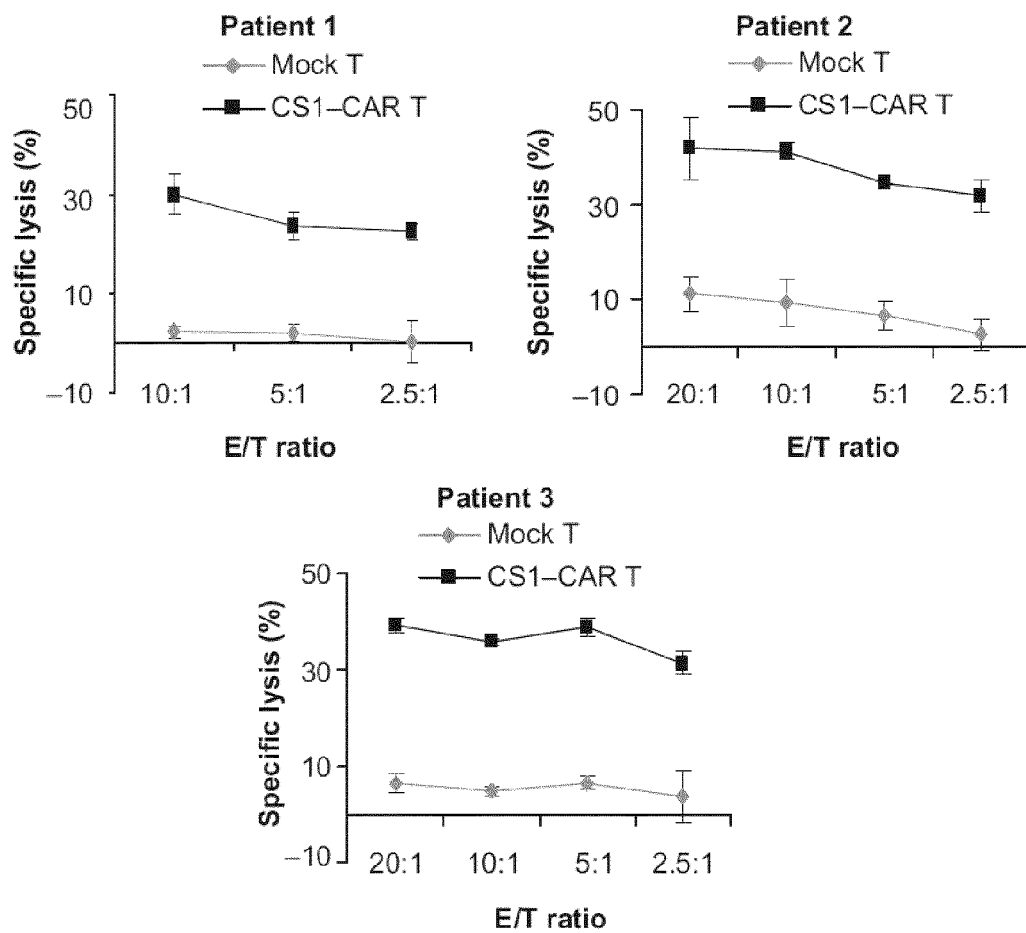 Patient 1
Mock T
CS1–CAR T
Specific lysis (%)
50
30
10
–10
10:1 5:1 2.5:1
E/T ratio
Patient 2
Mock T
CS1–CAR T
Specific lysis (%)
50
30
10
–10
20:1 10:1 5:1 2.5:1
E/T ratio
Patient 3
Mock T
CS1–CAR T
Specific lysis (%)
50
30
10
–10
20:1 10:1 5:1 2.5:1
E/T ratio